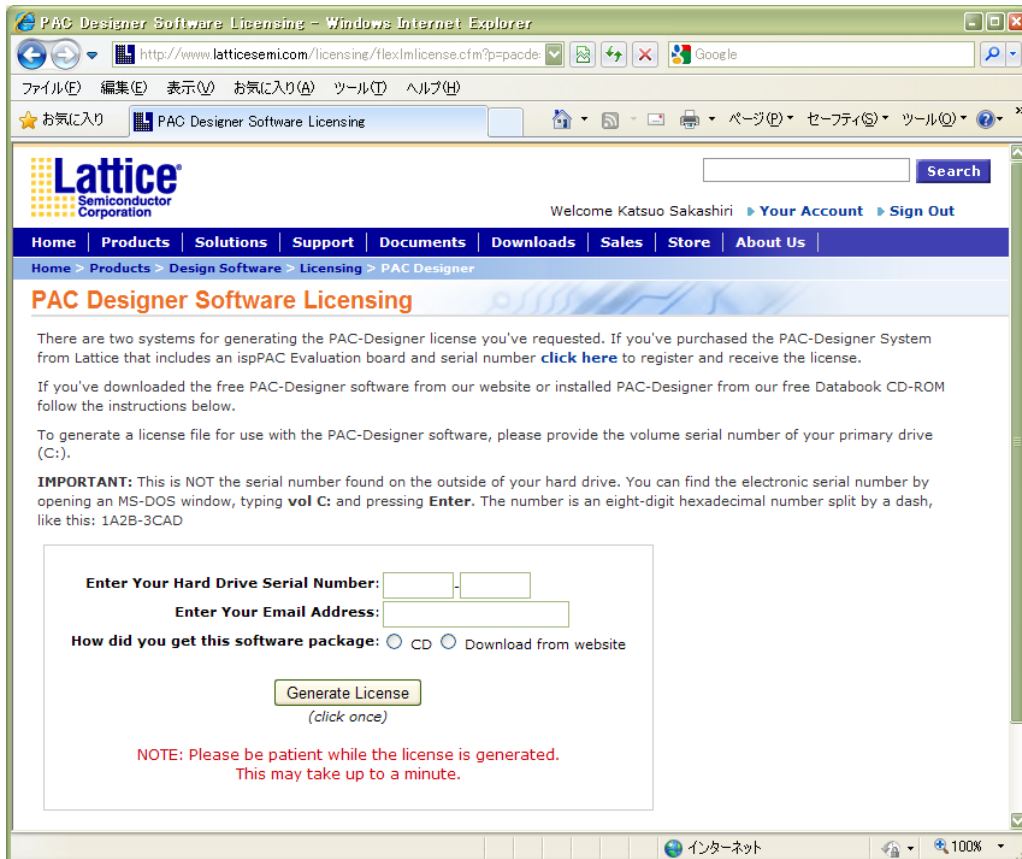 PAC Designer Software Licensing - Windows Internet Explorer
http://www.latticesemi.com/licensing/flexlmlicense.cfm?p=pacde
Google
ファイル(F) 編集(E) 表示(V) お気に入り(A) ツール(T) ヘルプ(H)
お気に入り PAC Designer Software Licensing ページ(P) セーフティ(S) ツール(O)
Lattice
Semiconductor
Corporation
Search
Welcome Katsuo Sakashiri Your Account Sign Out
Home Products Solutions Support Documents Downloads Sales Store About Us
Home > Products > Design Software > Licensing > PAC Designer
PAC Designer Software Licensing
There are two systems for generating the PAC-Designer license you've requested. If you've purchased the PAC-Designer System
from Lattice that includes an ispPAC Evaluation board and serial number click here to register and receive the license.
If you've downloaded the free PAC-Designer software from our website or installed PAC-Designer from our free Databook CD-ROM
follow the instructions below.
To generate a license file for use with the PAC-Designer software, please provide the volume serial number of your primary drive
(C:).
IMPORTANT: This is NOT the serial number found on the outside of your hard drive. You can find the electronic serial number by
opening an MS-DOS window, typing vol C: and pressing Enter. The number is an eight-digit hexadecimal number split by a dash,
like this: 1A2B-3CAD
Enter Your Hard Drive Serial Number: -
Enter Your Email Address:
How did you get this software package: CD Download from website
Generate License
(click once)
NOTE: Please be patient while the license is generated.
This may take up to a minute.
インターネット 100%